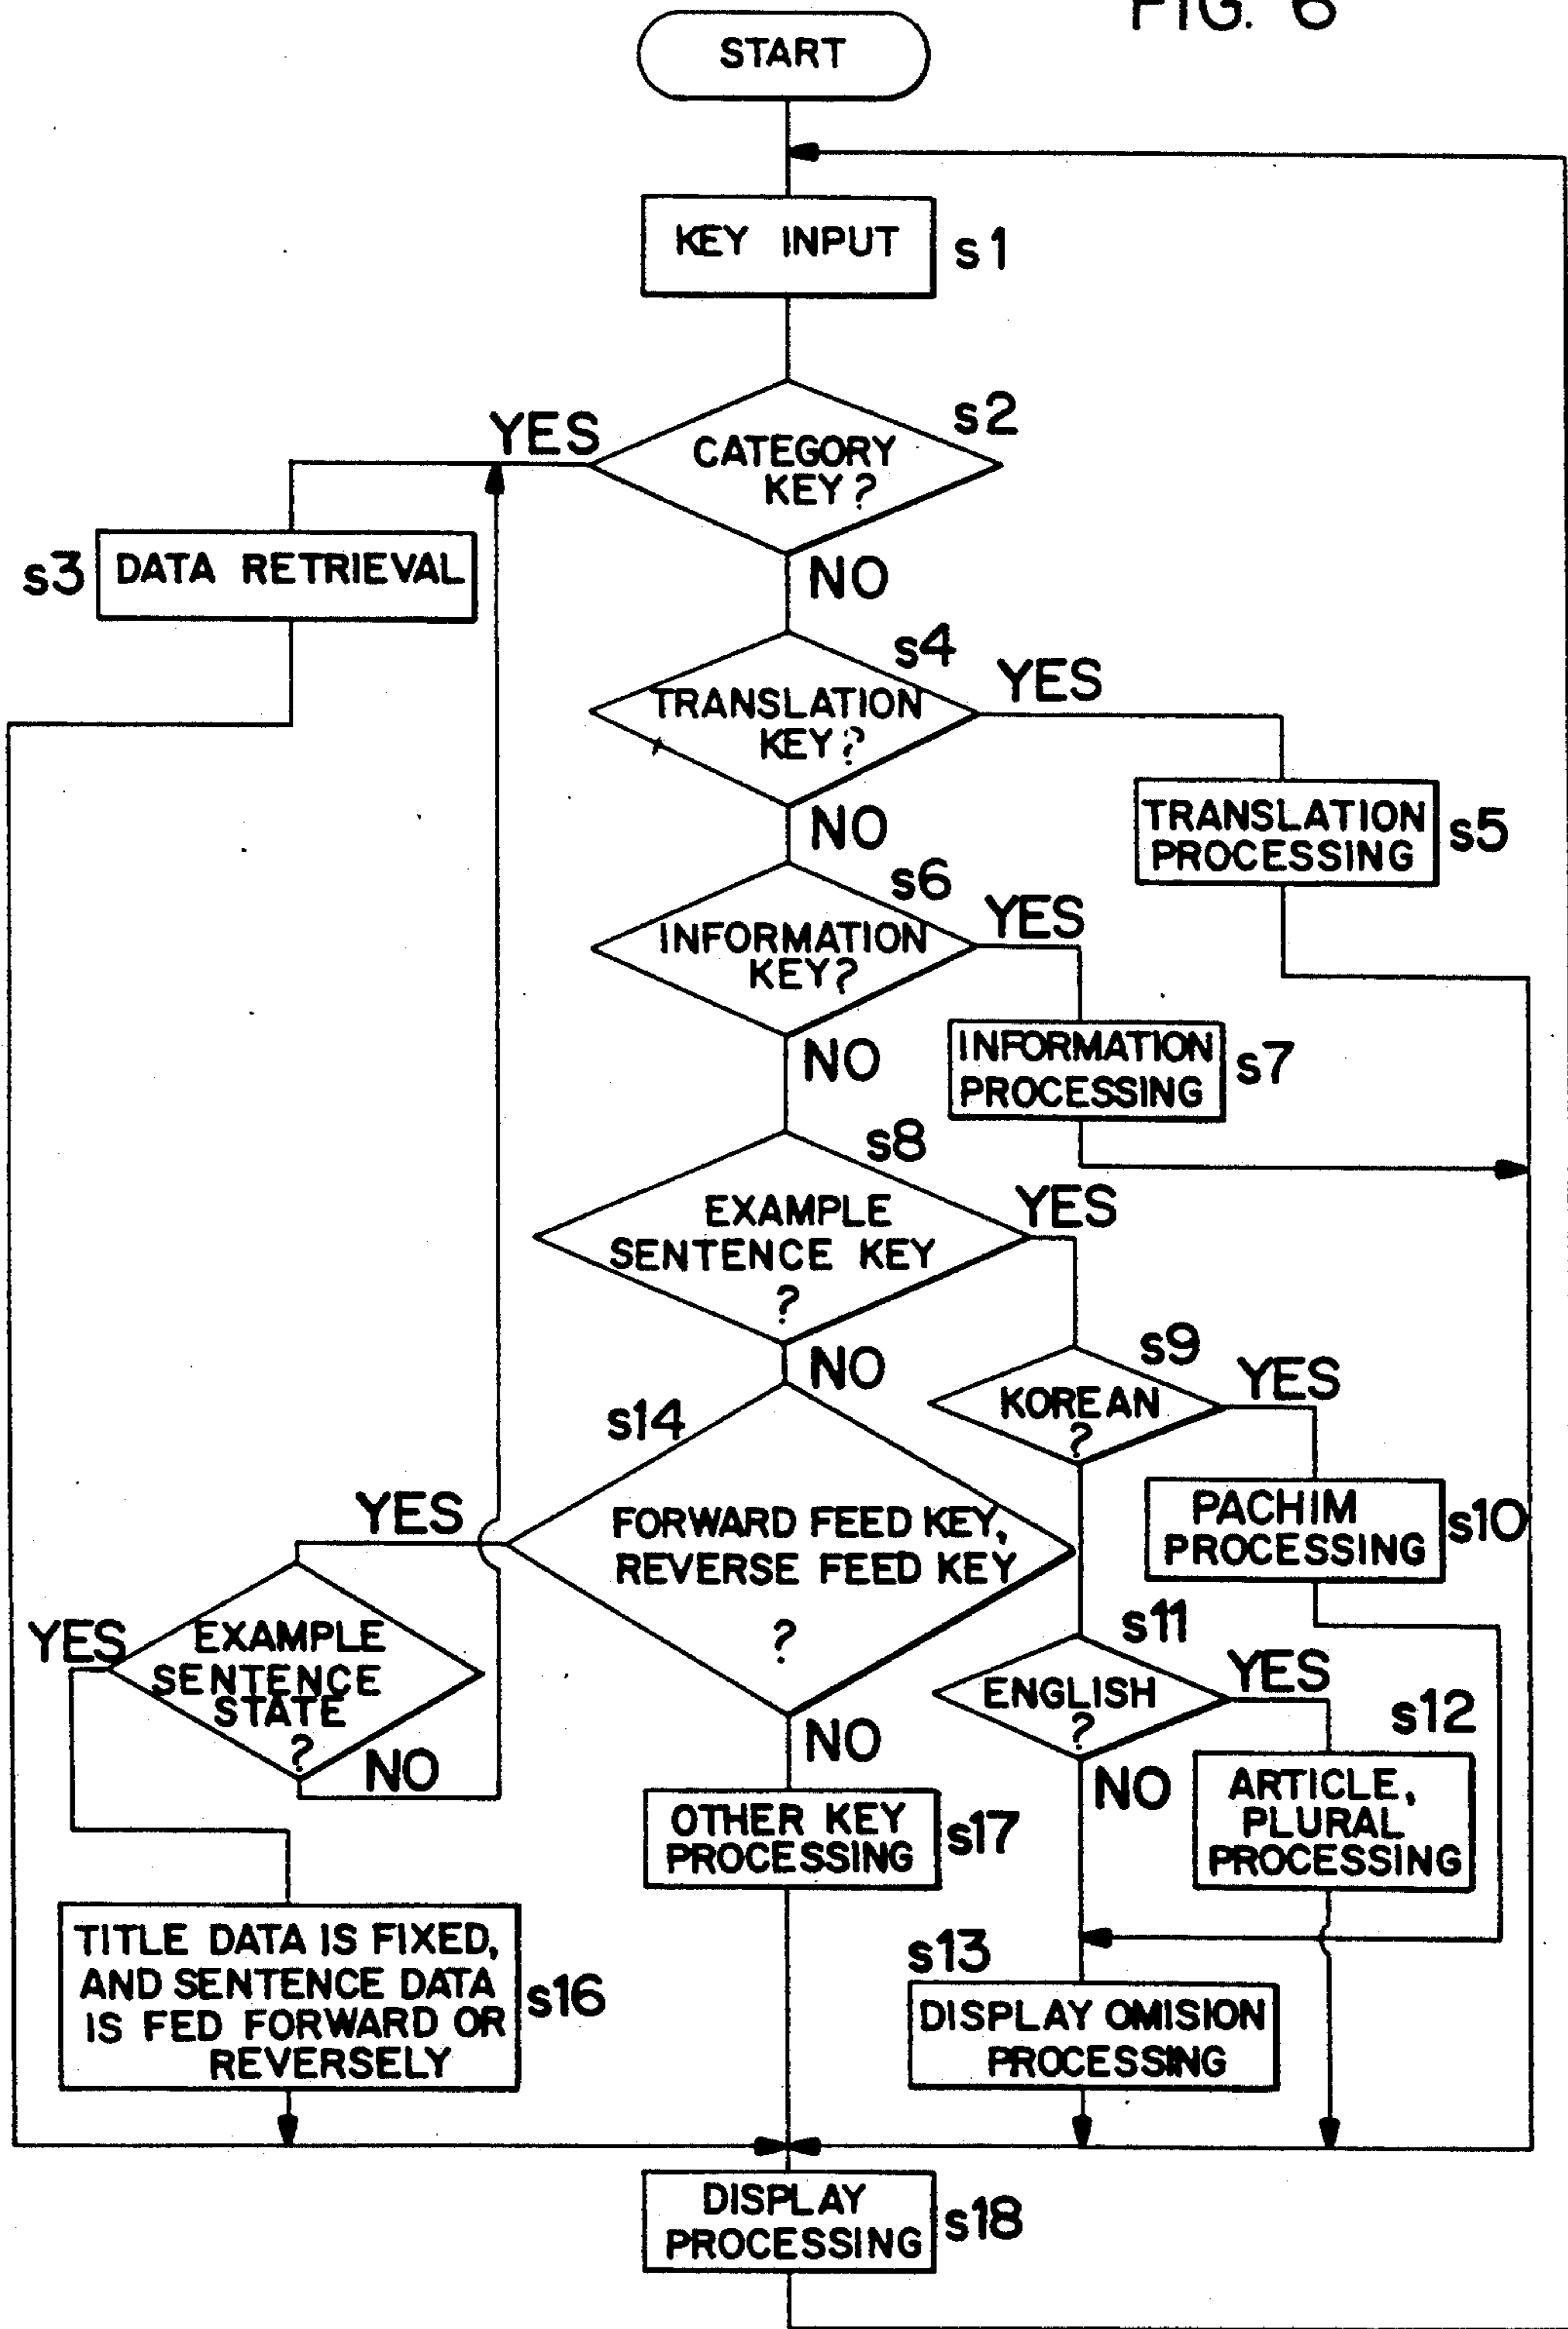 FIG. 6
START
KEY INPUT
s1
s2
YES
CATEGORY
KEY?
NO
s3
DATA RETRIEVAL
s4
YES
TRANSLATION
KEY?
NO
TRANSLATION
PROCESSING
s5
s6
YES
INFORMATION
KEY?
NO
INFORMATION
PROCESSING
s7
s8
YES
EXAMPLE
SENTENCE KEY
?
NO
s9
YES
KOREAN
?
s14
YES
FORWARD FEED KEY,
REVERSE FEED KEY
?
NO
PACHIM
PROCESSING
s10
s11
YES
ENGLISH
?
NO
YES
EXAMPLE
SENTENCE
STATE
?
NO
s12
ARTICLE,
PLURAL
PROCESSING
OTHER KEY
PROCESSING
s17
TITLE DATA IS FIXED,
AND SENTENCE DATA
IS FED FORWARD OR
REVERSELY
s16
s13
DISPLAY OMISION
PROCESSING
DISPLAY
PROCESSING
s18